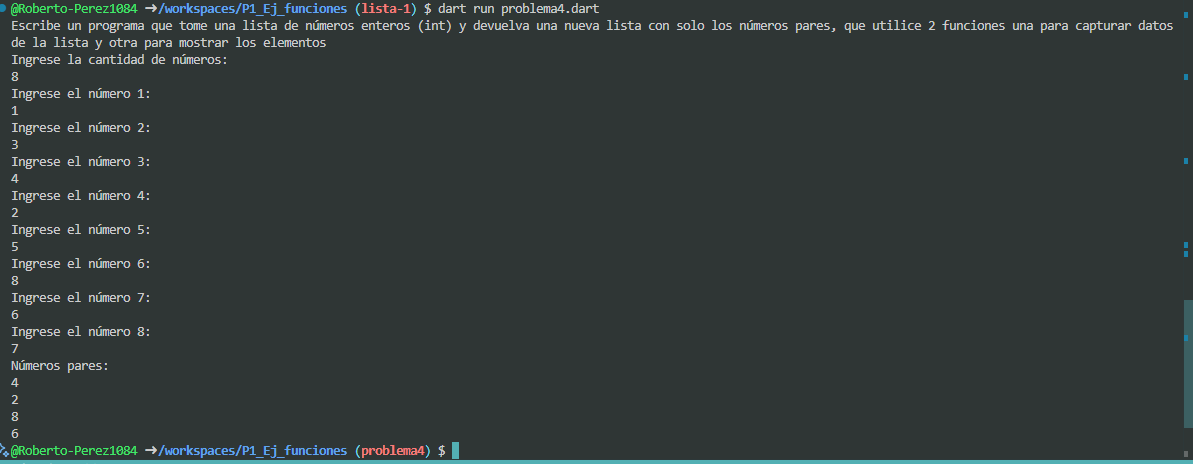 @Roberto-Perez1084 ➜/workspaces/P1_Ej_funciones (lista-1) $ dart run problema4.dart
Escribe un programa que tome una lista de números enteros (int) y devuelva una nueva lista con solo los números pares, que utilice 2 funciones una para capturar datos
de la lista y otra para mostrar los elementos
Ingrese la cantidad de números:
8
Ingrese el número 1:
1
Ingrese el número 2:
3
Ingrese el número 3:
4
Ingrese el número 4:
2
Ingrese el número 5:
5
Ingrese el número 6:
8
Ingrese el número 7:
6
Ingrese el número 8:
7
Números pares:
4
2
8
6
@Roberto-Perez1084 ➜/workspaces/P1_Ej_funciones (problema4) $